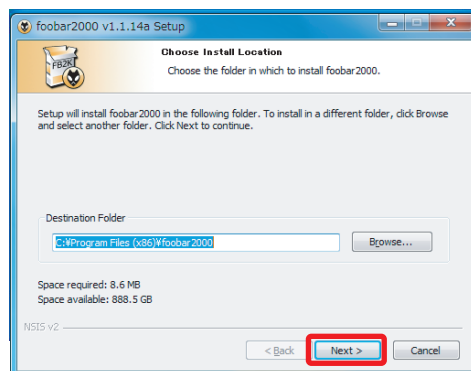 foobar2000 v1.1.14a Setup
FB2K
Choose Install Location
Choose the folder in which to install foobar2000.
Setup will install foobar2000 in the following folder. To install in a different folder, click Browse
and select another folder. Click Next to continue.
Destination Folder
C:¥Program Files (x86)¥foobar2000
Browse...
Space required: 8.6 MB
Space available: 888.5 GB
NSIS v2
< Back
Next >
Cancel